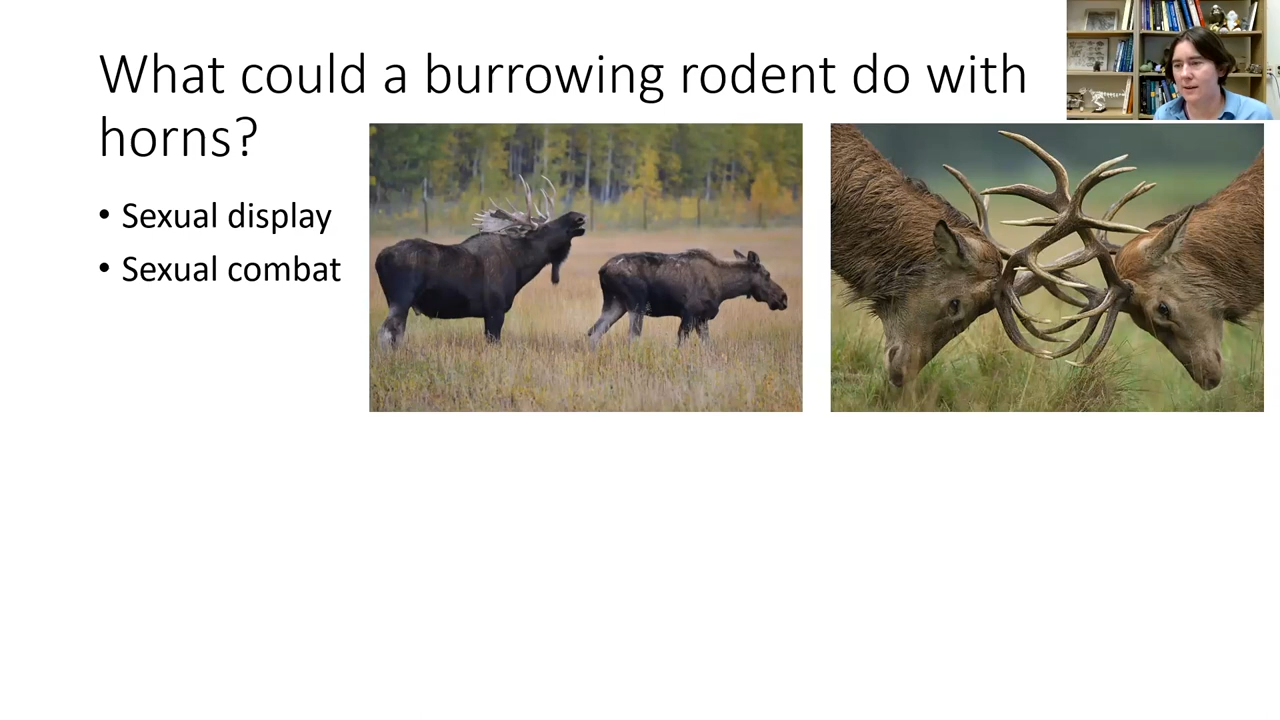 What could a burrowing rodent do with
horns?
• Sexual display
• Sexual combat